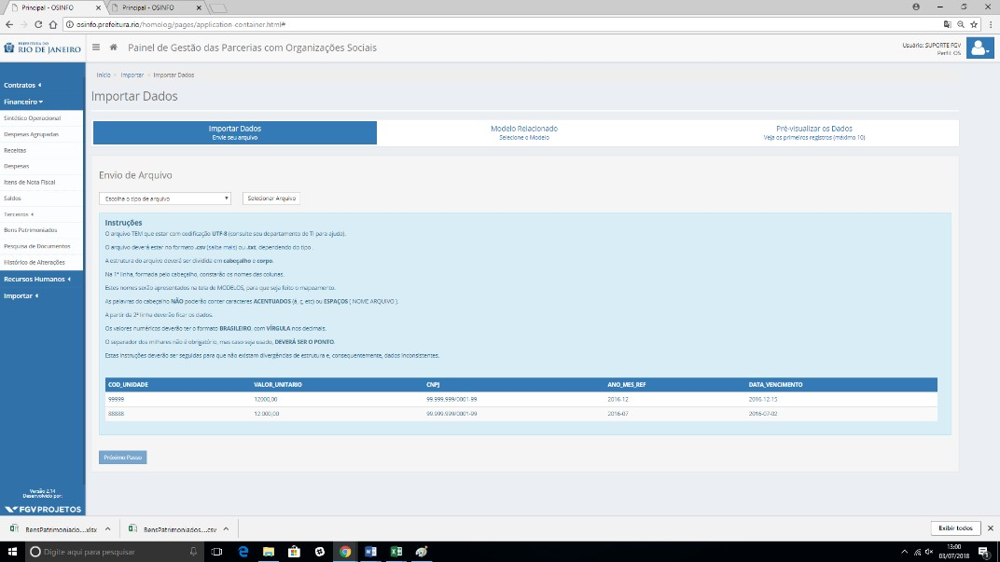 Principal - OSINFO
Principal - OSINFO
osinfo.prefeitura.rio/homolog/pages/application-container.html#
PREFEITURA DO
RIO DE JANEIRO
Painel de Gestão das Parcerias com Organizações Sociais
Usuário: SUPORTE FGV
Perfil: OS
Início > Importar > Importar Dados
Importar Dados
Contratos
Financeiro
Sintético Operacional
Despesas Agrupadas
Receitas
Despesas
Itens de Nota Fiscal
Saldos
Terceiros
Bens Patrimoniados
Pesquisa de Documentos
Histórico de Alterações
Recursos Humanos
Importar
Importar Dados
Envie seu arquivo
Modelo Relacionado
Selecione o Modelo
Pré-visualizar os Dados
Veja os primeiros registros (máximo 10)
Envio de Arquivo
Escolha o tipo de arquivo
Selecionar Arquivo
Instruções
O arquivo TEM que estar com codificação UTF-8 (consulte seu departamento de TI para ajuda).
O arquivo deverá estar no formato .csv (saiba mais) ou .txt, dependendo do tipo.
A estrutura do arquivo deverá ser dividida em cabeçalho e corpo.
Na 1ª linha, formada pelo cabeçalho, constarão os nomes das colunas.
Estes nomes serão apresentados na tela de MODELOS, para que seja feito o mapeamento.
As palavras do cabeçalho NÃO poderão conter caracteres ACENTUADOS (á, ç, etc) ou ESPAÇOS ( NOME ARQUIVO ).
A partir da 2ª linha deverão ficar os dados.
Os valores numéricos deverão ter o formato BRASILEIRO, com VÍRGULA nos decimais.
O separador dos milhares não é obrigatório, mas caso seja usado, DEVERÁ SER O PONTO.
Estas instruções deverão ser seguidas para que não existam divergências de estrutura e, consequentemente, dados inconsistentes.
COD_UNIDADE VALOR_UNITARIO CNPJ ANO_MES_REF DATA_VENCIMENTO
99999 12000,00 99.999.999/0001-99 2016-12 2016-12-15
88888 12.000,00 99.999.999/0001-99 2016-07 2016-07-02
Próximo Passo
Versão 2.14
Desenvolvido por:
FGV PROJETOS
BensPatrimoniado....xlsx
BensPatrimoniados....csv
Exibir todos
Digite aqui para pesquisar
13:00
03/07/2018